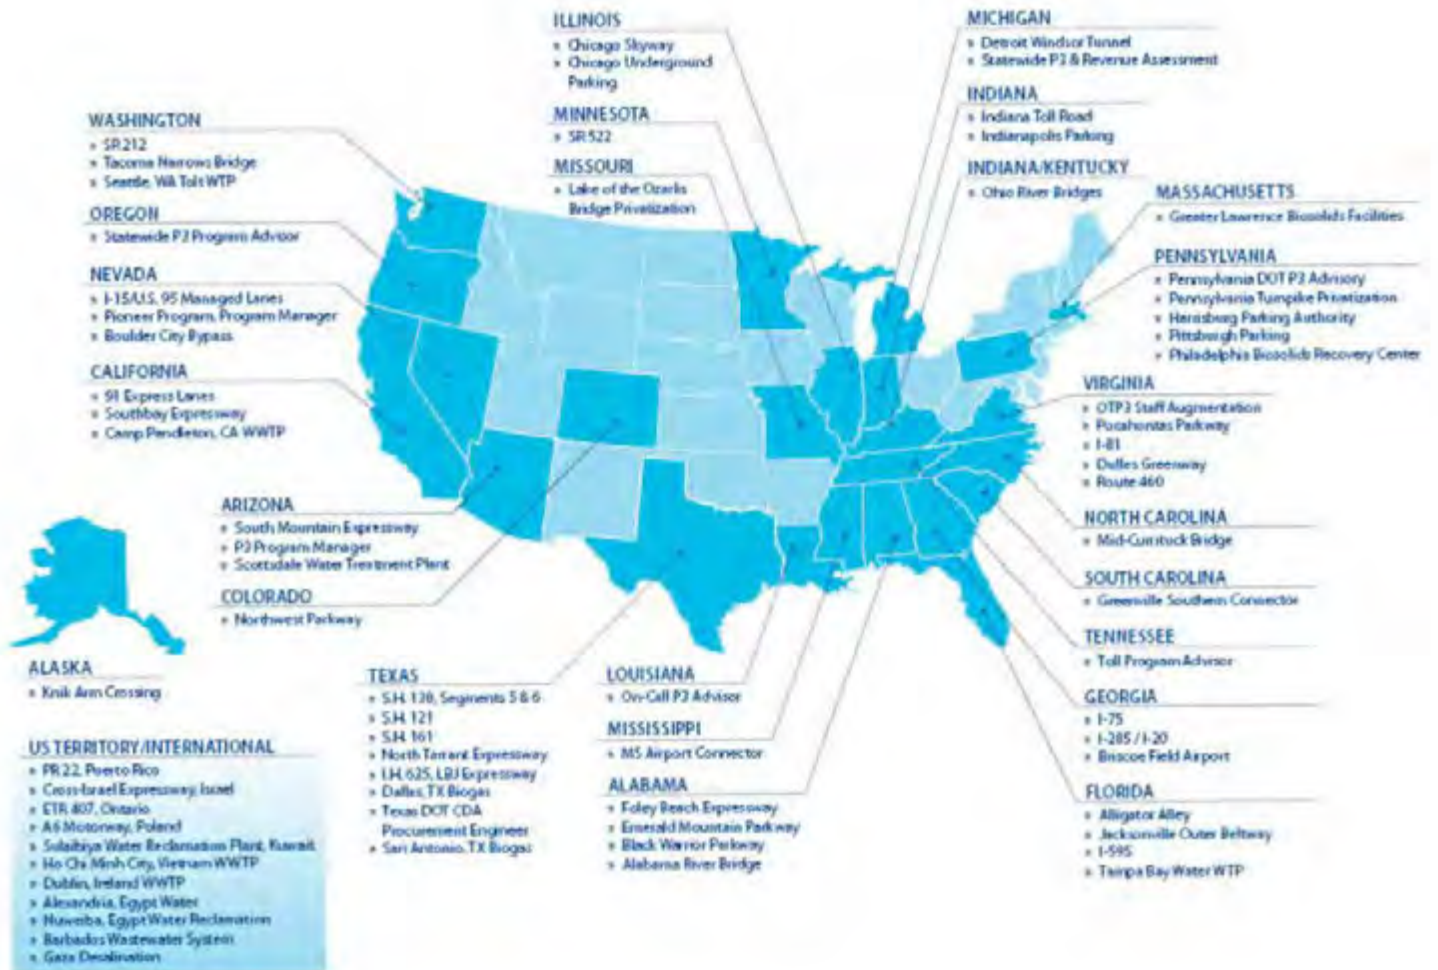 ILLINOIS
» Chicago Skyway
» Chicago Underground
Parking
MINNESOTA
» SR 522
MISSOURI
» Lake of the Ozarks
Bridge Privatization
MICHIGAN
» Detroit Windsor Tunnel
» Statewide P3 & Revenue Assessment
INDIANA
» Indiana Toll Road
» Indianapolis Parking
INDIANA/KENTUCKY
» Ohio River Bridges
MASSACHUSETTS
» Greater Lawrence Biosolids Facilities
PENNSYLVANIA
» Pennsylvania DOT P3 Advisory
» Pennsylvania Turnpike Privatization
» Harrisburg Parking Authority
» Pittsburgh Parking
» Philadelphia Biosolids Recovery Center
VIRGINIA
» OTP3 Staff Augmentation
» Pocahontas Parkway
» I-81
» Dulles Greenway
» Route 460
NORTH CAROLINA
» Mid-Currituck Bridge
SOUTH CAROLINA
» Greenville Southern Connector
TENNESSEE
» Toll Program Advisor
GEORGIA
» I-75
» I-285 / I-20
» Briscoe Field Airport
FLORIDA
» Alligator Alley
» Jacksonville Outer Beltway
» I-595
» Tampa Bay Water WTP
WASHINGTON
» SR 212
» Tacoma Narrows Bridge
» Seattle, WA Tolt WTP
OREGON
» Statewide P3 Program Advisor
NEVADA
» I-15/U.S. 95 Managed Lanes
» Pioneer Program, Program Manager
» Boulder City Bypass
CALIFORNIA
» 91 Express Lanes
» Southbay Expressway
» Camp Pendleton, CA WWTP
ARIZONA
» South Mountain Expressway
» P3 Program Manager
» Scottsdale Water Treatment Plant
COLORADO
» Northwest Parkway
ALASKA
» Knik Arm Crossing
US TERRITORY/INTERNATIONAL
» PR 22, Puerto Rico
» Cross-Israel Expressway, Israel
» ETR 407, Ontario
» A6 Motorway, Poland
» Sulaibiya Water Reclamation Plant, Kuwait
» Ho Chi Minh City, Vietnam WWTP
» Dublin, Ireland WWTP
» Alexandria, Egypt Water
» Nuweiba, Egypt Water Reclamation
» Barbados Wastewater System
» Gaza Desalination
TEXAS
» S.H. 130, Segments 5 & 6
» S.H. 121
» S.H. 161
» North Tarrant Expressway
» I.H. 635, LBJ Expressway
» Dallas, TX Biogas
» Texas DOT CDA
Procurement Engineer
» San Antonio, TX Biogas
LOUISIANA
» On-Call P3 Advisor
MISSISSIPPI
» MS Airport Connector
ALABAMA
» Foley Beach Expressway
» Emerald Mountain Parkway
» Black Warrior Parkway
» Alabama River Bridge